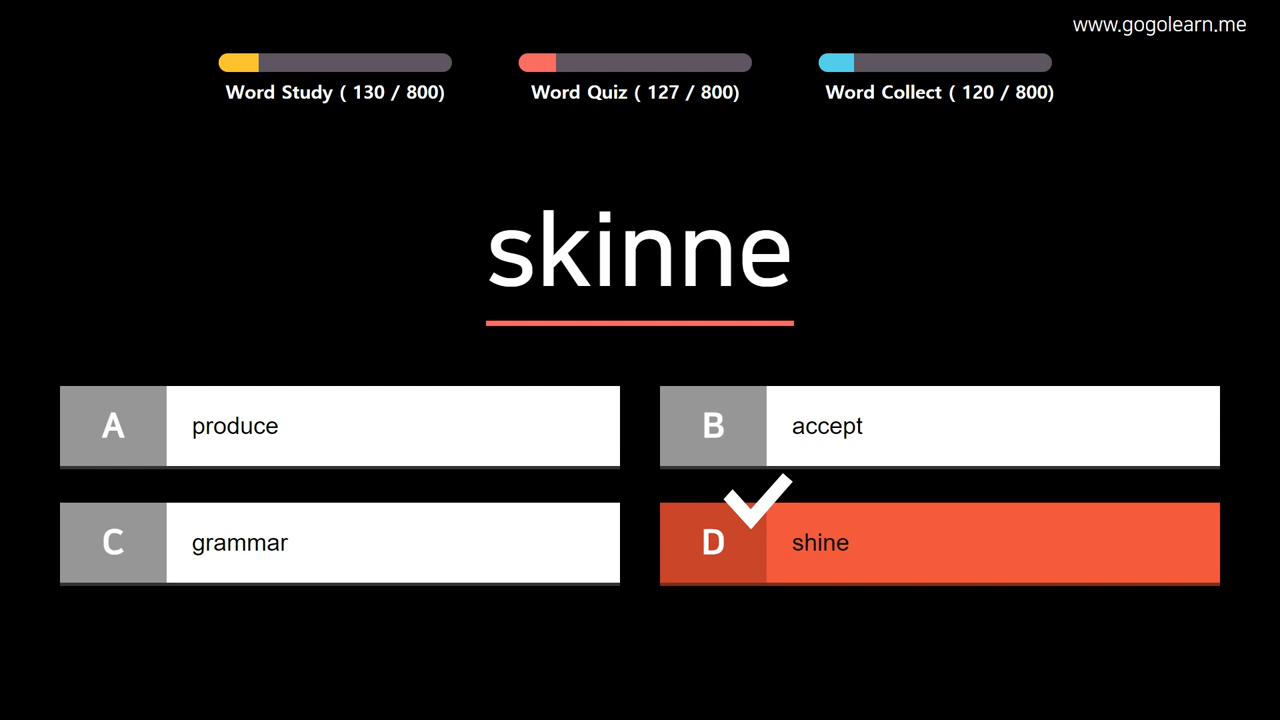 www.gogolearn.me
Word Study ( 130 / 800)
Word Quiz ( 127 / 800)
Word Collect ( 120 / 800)
skinne
A produce
B accept
C grammar
D shine